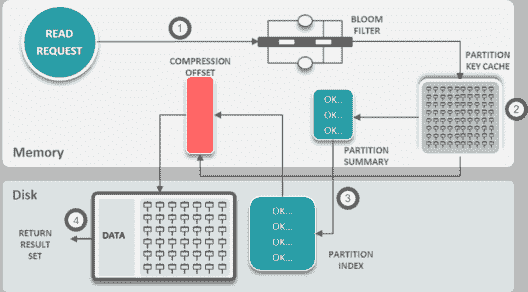 READ
REQUEST
1
BLOOM
FILTER
PARTITION
KEY CACHE
COMPRESSION
OFFSET
OK..
OK..
OK..
2
PARTITION
SUMMARY
Memory
Disk
3
4
DATA
RETURN
RESULT
SET
OK...
OK...
OK...
OK...
PARTITION
INDEX